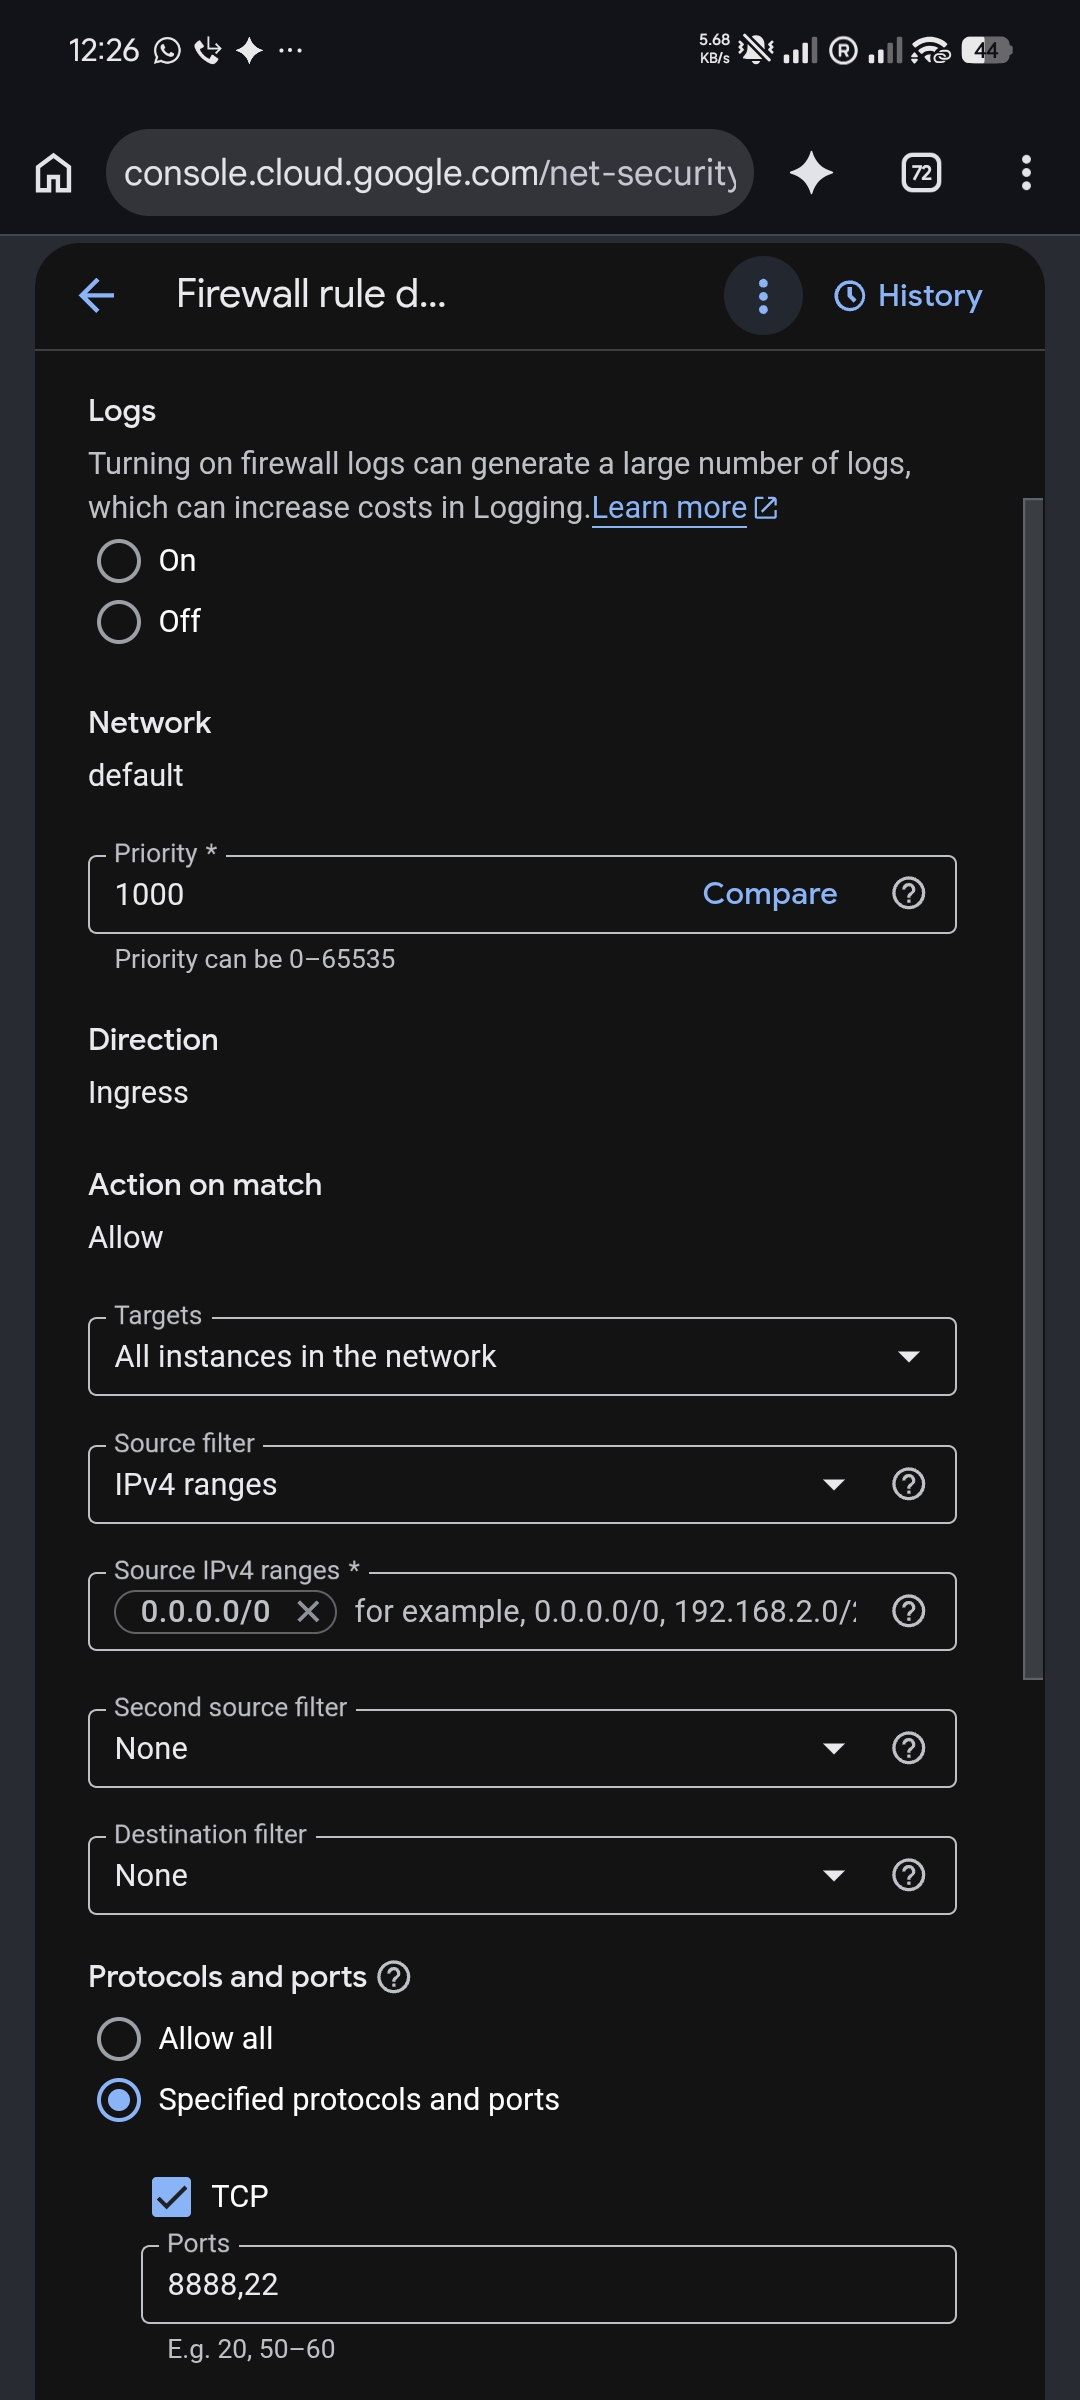 12:26
5.68
KB/s
R
44
console.cloud.google.com/net-security
72
Firewall rule d...
History
Logs
Turning on firewall logs can generate a large number of logs,
which can increase costs in Logging.Learn more
On
Off
Network
default
Priority *
1000
Compare
Priority can be 0–65535
Direction
Ingress
Action on match
Allow
Targets
All instances in the network
Source filter
IPv4 ranges
Source IPv4 ranges *
0.0.0.0/0 for example, 0.0.0.0/0, 192.168.2.0/
Second source filter
None
Destination filter
None
Protocols and ports
Allow all
Specified protocols and ports
TCP
Ports
8888,22
E.g. 20, 50–60